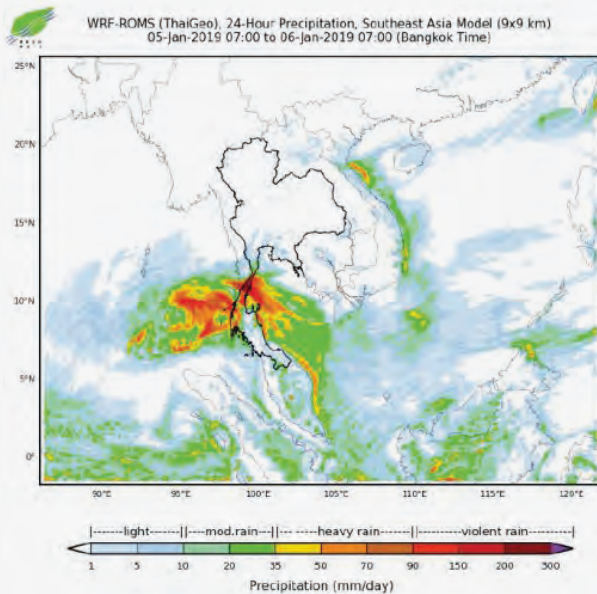 WRF-ROMS (ThaiGeo), 24-Hour Precipitation, Southeast Asia Model (9x9 km)
05-Jan-2019 07:00 to 06-Jan-2019 07:00 (Bangkok Time)
25°N
20°N
15°N
10°N
5°N
0°
90°E 95°E 100°E 105°E 110°E 115°E 120°E
|-------light-------||----mod.rain----||--- --- heavy rain-------||------violent rain-------|
1 5 10 20 35 50 70 90 150 200 300
Precipitation (mm/day)